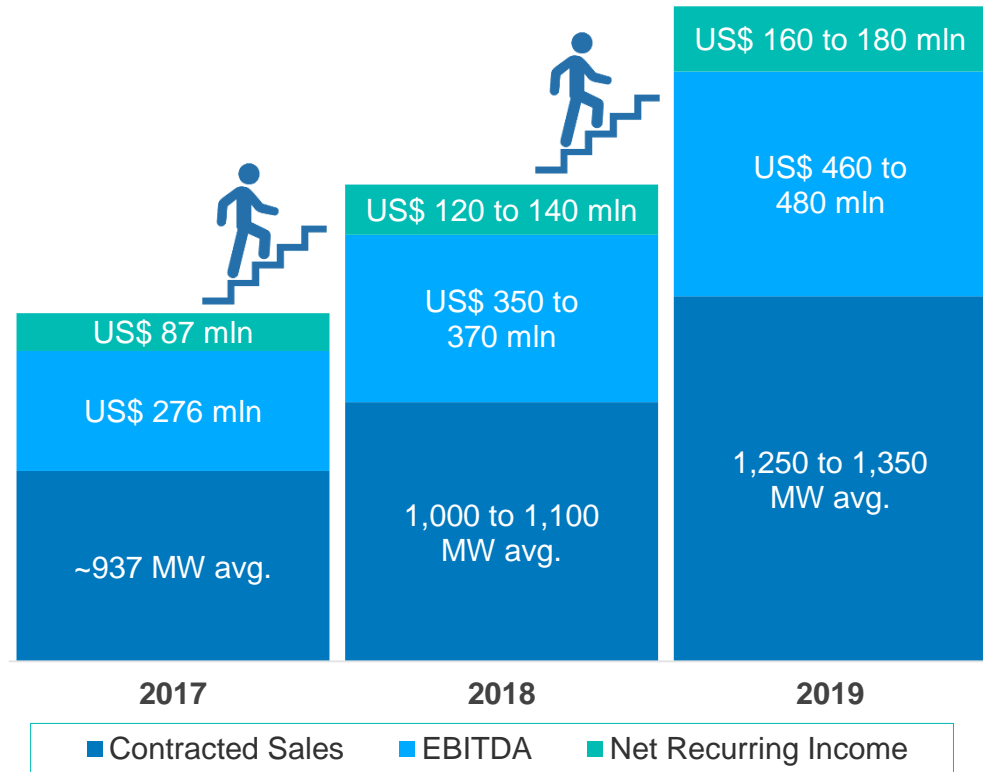 US$ 160 to 180 mln
US$ 460 to
480 mln
1,250 to 1,350
MW avg.
US$ 120 to 140 mln
US$ 350 to
370 mln
1,000 to 1,100
MW avg.
US$ 87 mln
US$ 276 mln
~937 MW avg.
2017
2018
2019
Contracted Sales
EBITDA
Net Recurring Income